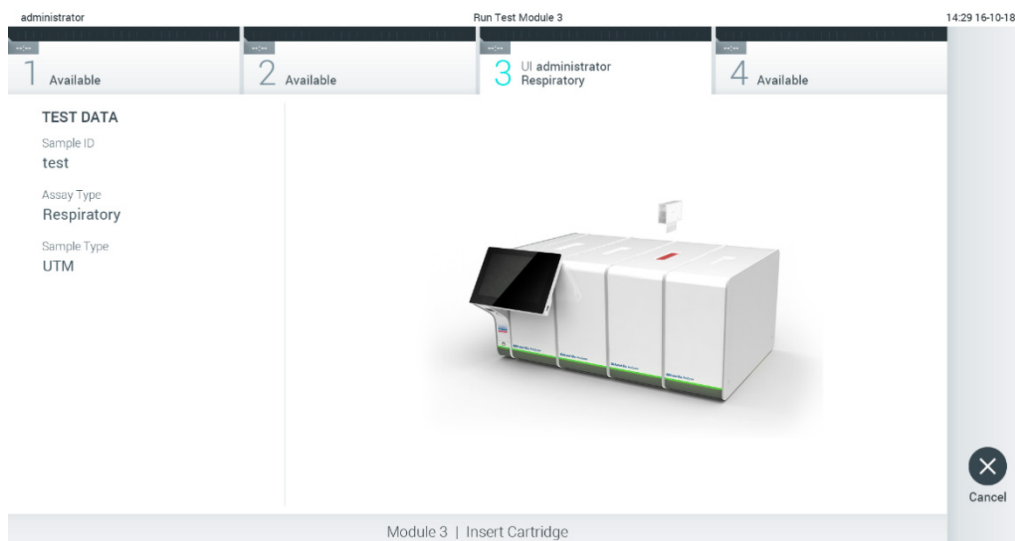 administrator
Run Test Module 3
14:29 16-10-18
1 Available
2 Available
3 UI administrator
Respiratory
4 Available
TEST DATA
Sample ID
test
Assay Type
Respiratory
Sample Type
UTM
Cancel
Module 3 | Insert Cartridge